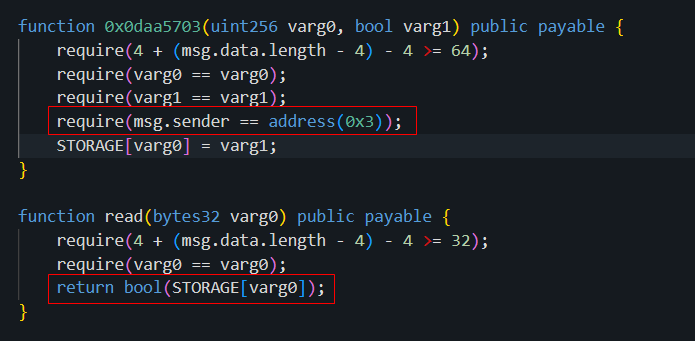 function 0x0daa5703(uint256 varg0, bool varg1) public payable {
    require(4 + (msg.data.length - 4) - 4 >= 64);
    require(varg0 == varg0);
    require(varg1 == varg1);
    require(msg.sender == address(0x3));
    STORAGE[varg0] = varg1;
}
function read(bytes32 varg0) public payable {
    require(4 + (msg.data.length - 4) - 4 >= 32);
    require(varg0 == varg0);
    return bool(STORAGE[varg0]);
}